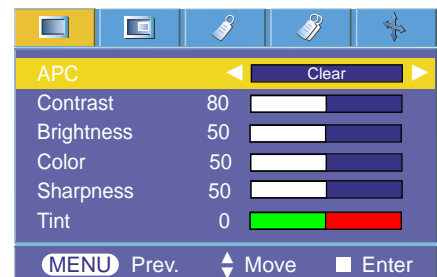 APC Clear
Contrast 80
Brightness 50
Color 50
Sharpness 50
Tint 0
MENU Prev. Move Enter